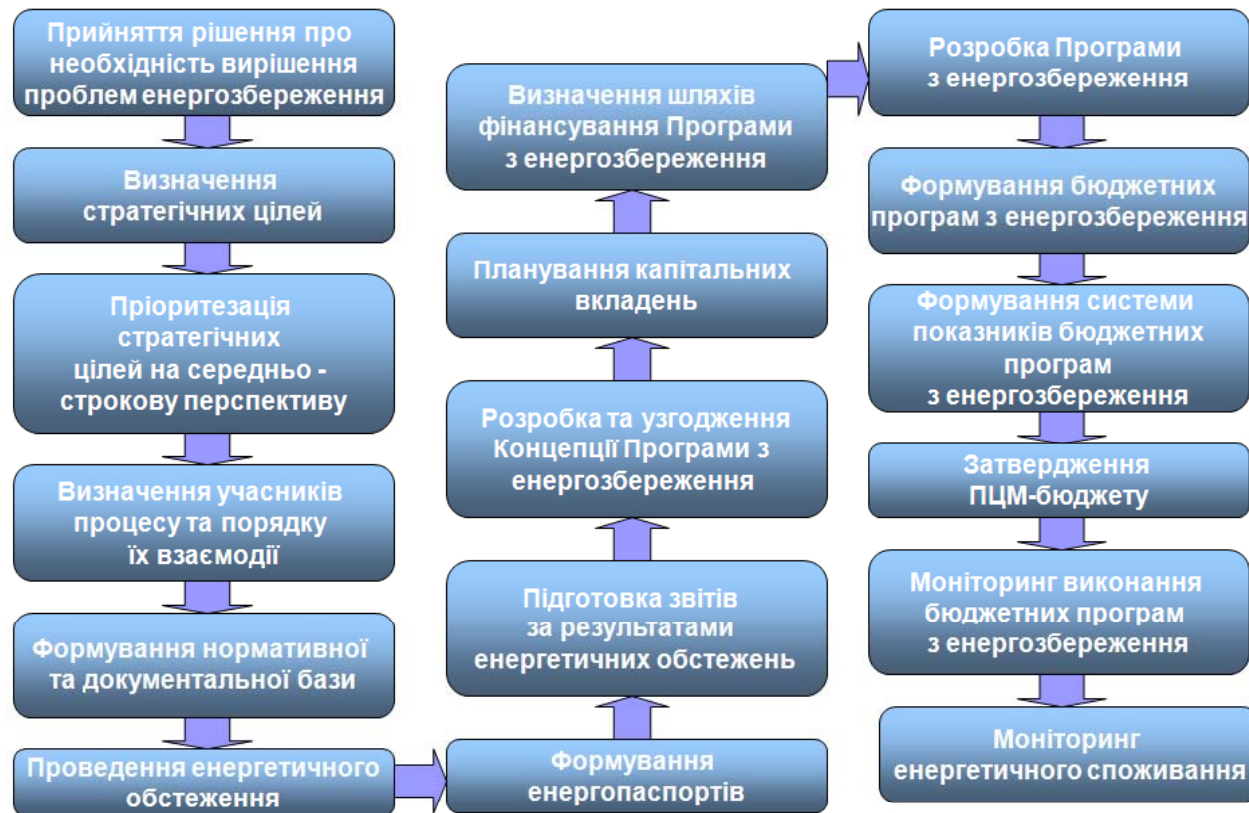 Прийняття рішення про
необхідність вирішення
проблем енергозбереження
Визначення
стратегічних цілей
Пріоритезація
стратегічних
цілей на середньо -
строкову перспективу
Визначення учасників
процесу та порядку
їх взаємодії
Формування нормативної
та документальної бази
Проведення енергетичного
обстеження
Формування
енергопаспортів
Підготовка звітів
за результатами
енергетичних обстежень
Розробка та узгодження
Концепції Програми з
енергозбереження
Планування капітальних
вкладень
Визначення шляхів
фінансування Програми
з енергозбереження
Розробка Програми
з енергозбереження
Формування бюджетних
програм з енергозбереження
Формування системи
показників бюджетних
програм
з енергозбереження
Затвердження
ПЦМ-бюджету
Моніторинг виконання
бюджетних програм
з енергозбереження
Моніторинг
енергетичного споживання